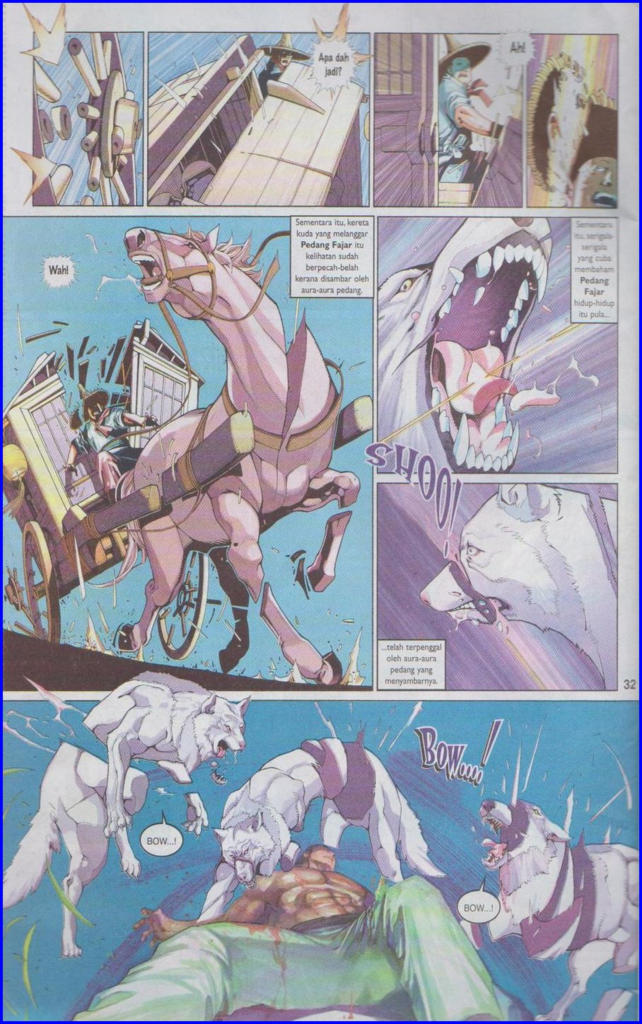 Apa dah
jadi?
Ah!
Sementara itu, kereta
kuda yang melanggar
Pedang Fajar itu
kelihatan sudah
berpecah-belah
kerana disambar oleh
aura-aura pedang.
Wah!
Sementara
itu, serigala-
serigala
yang cuba
membaham
Pedang
Fajar
hidup-hidup
itu pula...
SHOO!
...telah terpenggal
oleh aura-aura
pedang yang
menyambarnya.
32
BOW....!
BOW...!
BOW...!